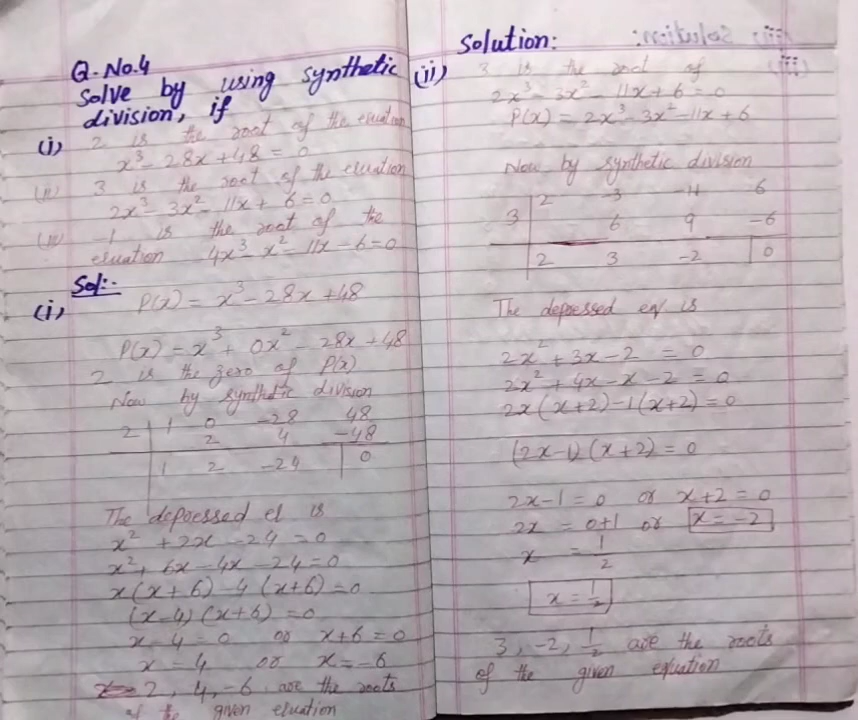 Q. No.4
Solve by using synthetic
division, if
(i) 2 is the root of the eluation
x³ - 28x + 48 = 0
(ii) 3 is the root of the eluation
2x³ - 3x² - 11x + 6 = 0
(iii) -1 is the root of the
eluation 4x³ - x² - 11x - 6 = 0
Sol:-
(i) P(x) = x³ - 28x + 48
P(x) = x³ + 0x² - 28x + 48
2 is the zero of P(x)
Now by synthetic division
2 | 1 0 -28 48
2 4 -48
1 2 -24 | 0
The depressed el is
x² + 2x - 24 = 0
x² + 6x - 4x - 24 = 0
x(x+6) - 4(x+6) = 0
(x-4) (x+6) = 0
x - 4 = 0 or x+6 = 0
x = 4 or x = -6
2, 4, -6 are the roots
of the given eluation
Solution:
(ii) 3 is the root of
2x³ - 3x² - 11x + 6 = 0
P(x) = 2x³ - 3x² - 11x + 6
Now by synthetic division
2 -3 -11 6
3 | 6 9 -6
2 3 -2 | 0
The depressed eq is
2x² + 3x - 2 = 0
2x² + 4x - x - 2 = 0
2x(x+2) - 1(x+2) = 0
(2x-1) (x+2) = 0
2x - 1 = 0 or x + 2 = 0
2x = 0+1 or x = -2
x = 1/2
x = 1/2
3, -2, 1/2 are the roots
of the given equation